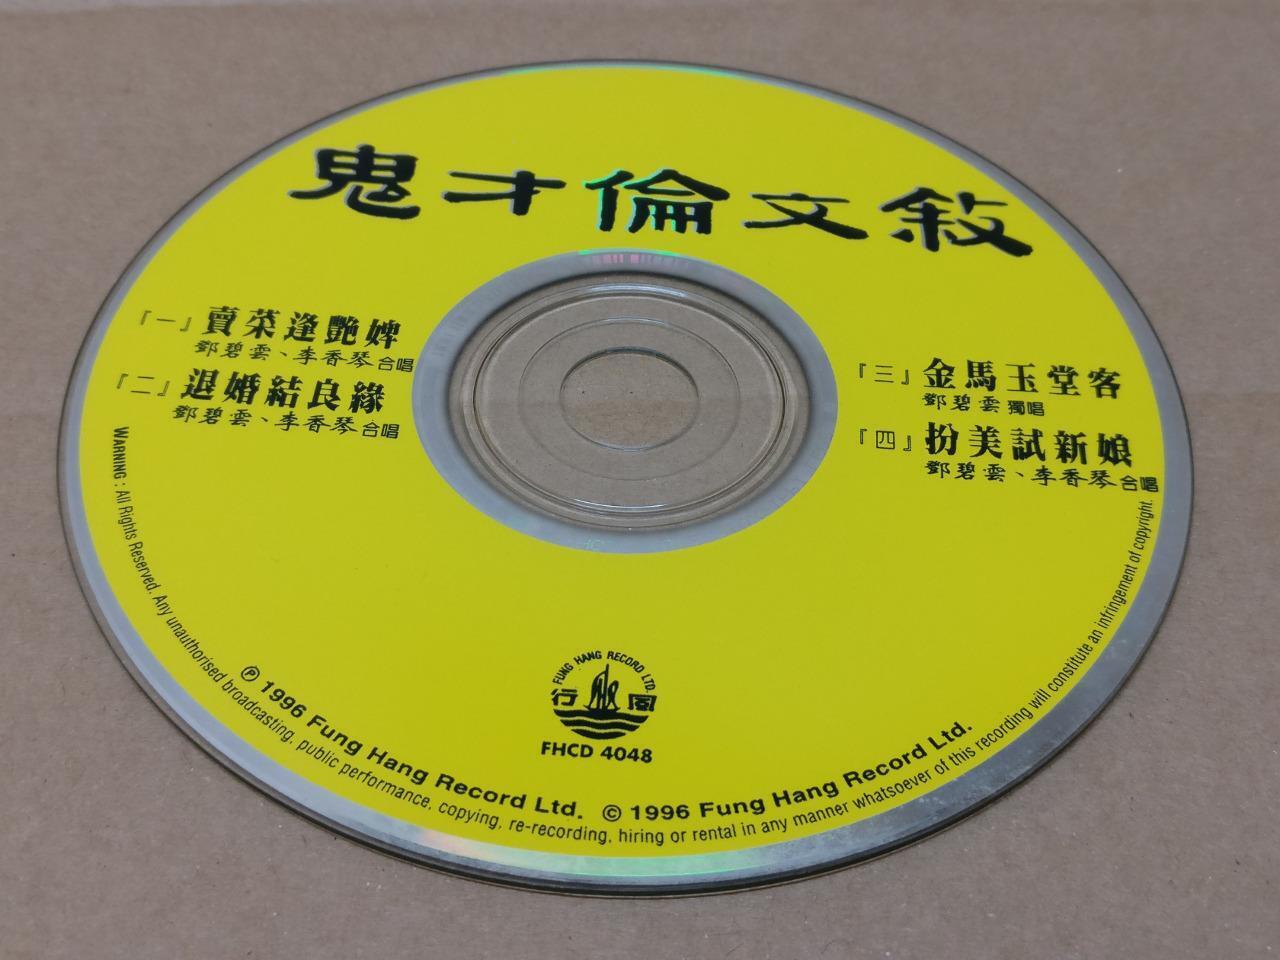 鬼才倫文敍
『一』賣菜逢艷婢
鄧碧雲、李香琴合唱
『二』退婚結良緣
鄧碧雲、李香琴合唱
『三』金馬玉堂客
鄧碧雲獨唱
『四』扮美試新娘
鄧碧雲、李香琴合唱
FUNG HANG RECORD LTD.
行風
FHCD 4048
Ⓟ 1996 Fung Hang Record Ltd. © 1996 Fung Hang Record Ltd.
WARNING : All Rights Reserved. Any unauthorised broadcasting, public performance, copying, re-recording, hiring or rental in any manner whatsoever of this recording will constitute an infringement of copyright.